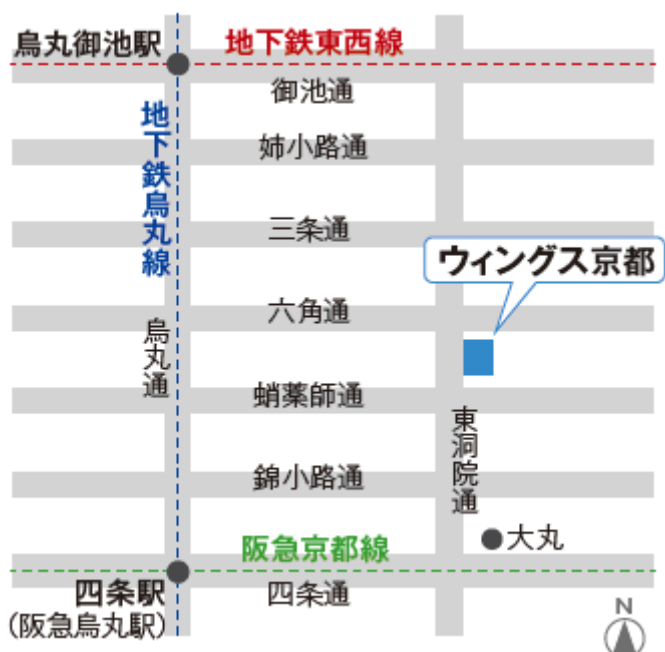 烏丸御池駅
地下鉄東西線
御池通
地下鉄烏丸線
姉小路通
三条通
ウィングス京都
六角通
烏丸通
蛸薬師通
東洞院通
錦小路通
大丸
阪急京都線
四条駅
(阪急烏丸駅)
四条通
N